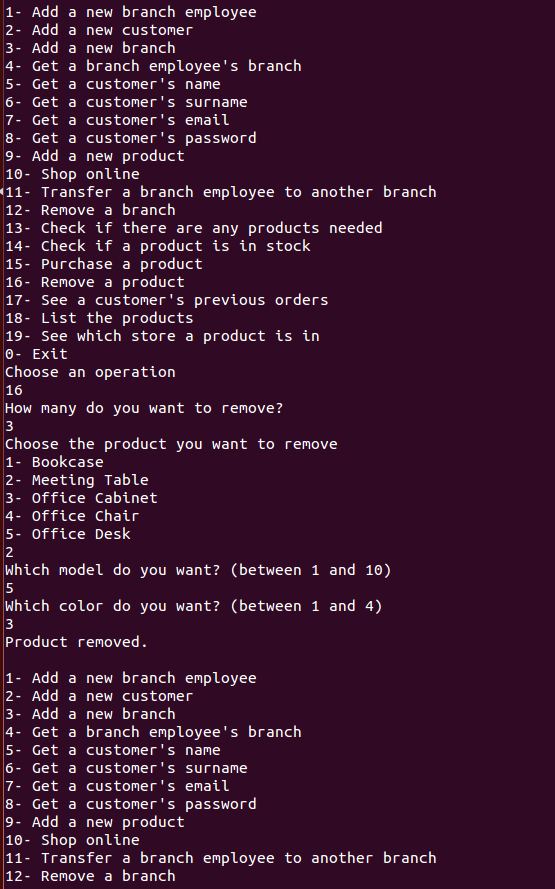 1- Add a new branch employee
2- Add a new customer
3- Add a new branch
4- Get a branch employee's branch
5- Get a customer's name
6- Get a customer's surname
7- Get a customer's email
8- Get a customer's password
9- Add a new product
10- Shop online
11- Transfer a branch employee to another branch
12- Remove a branch
13- Check if there are any products needed
14- Check if a product is in stock
15- Purchase a product
16- Remove a product
17- See a customer's previous orders
18- List the products
19- See which store a product is in
0- Exit
Choose an operation
16
How many do you want to remove?
3
Choose the product you want to remove
1- Bookcase
2- Meeting Table
3- Office Cabinet
4- Office Chair
5- Office Desk
2
Which model do you want? (between 1 and 10)
5
Which color do you want? (between 1 and 4)
3
Product removed.
1- Add a new branch employee
2- Add a new customer
3- Add a new branch
4- Get a branch employee's branch
5- Get a customer's name
6- Get a customer's surname
7- Get a customer's email
8- Get a customer's password
9- Add a new product
10- Shop online
11- Transfer a branch employee to another branch
12- Remove a branch